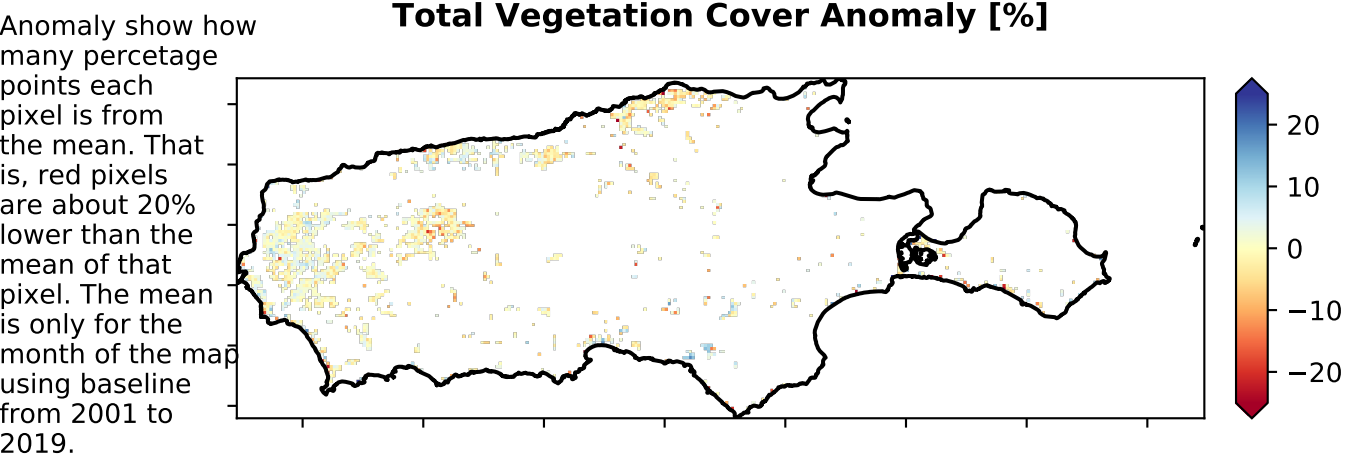 Total Vegetation Cover Anomaly [%]
Anomaly show how
many percetage
points each
pixel is from
the mean. That
is, red pixels
are about 20%
lower than the
mean of that
pixel. The mean
is only for the
month of the map
using baseline
from 2001 to
2019.
20
10
0
−10
−20